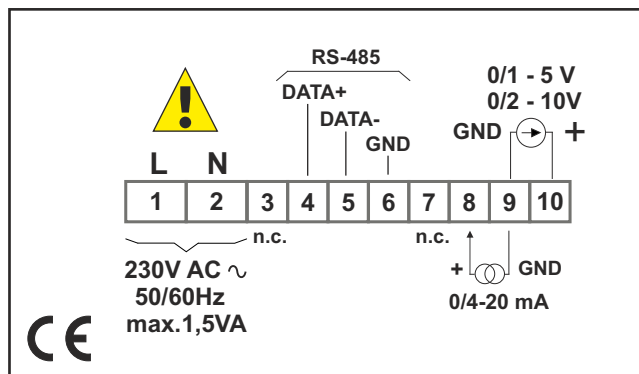 RS-485
DATA+
DATA-
GND
0/1 - 5 V
0/2 - 10V
GND +
L N
1 2 3 4 5 6 7 8 9 10
n.c. n.c.
230V AC ∿
50/60Hz
max.1,5VA
+ GND
0/4-20 mA
CE